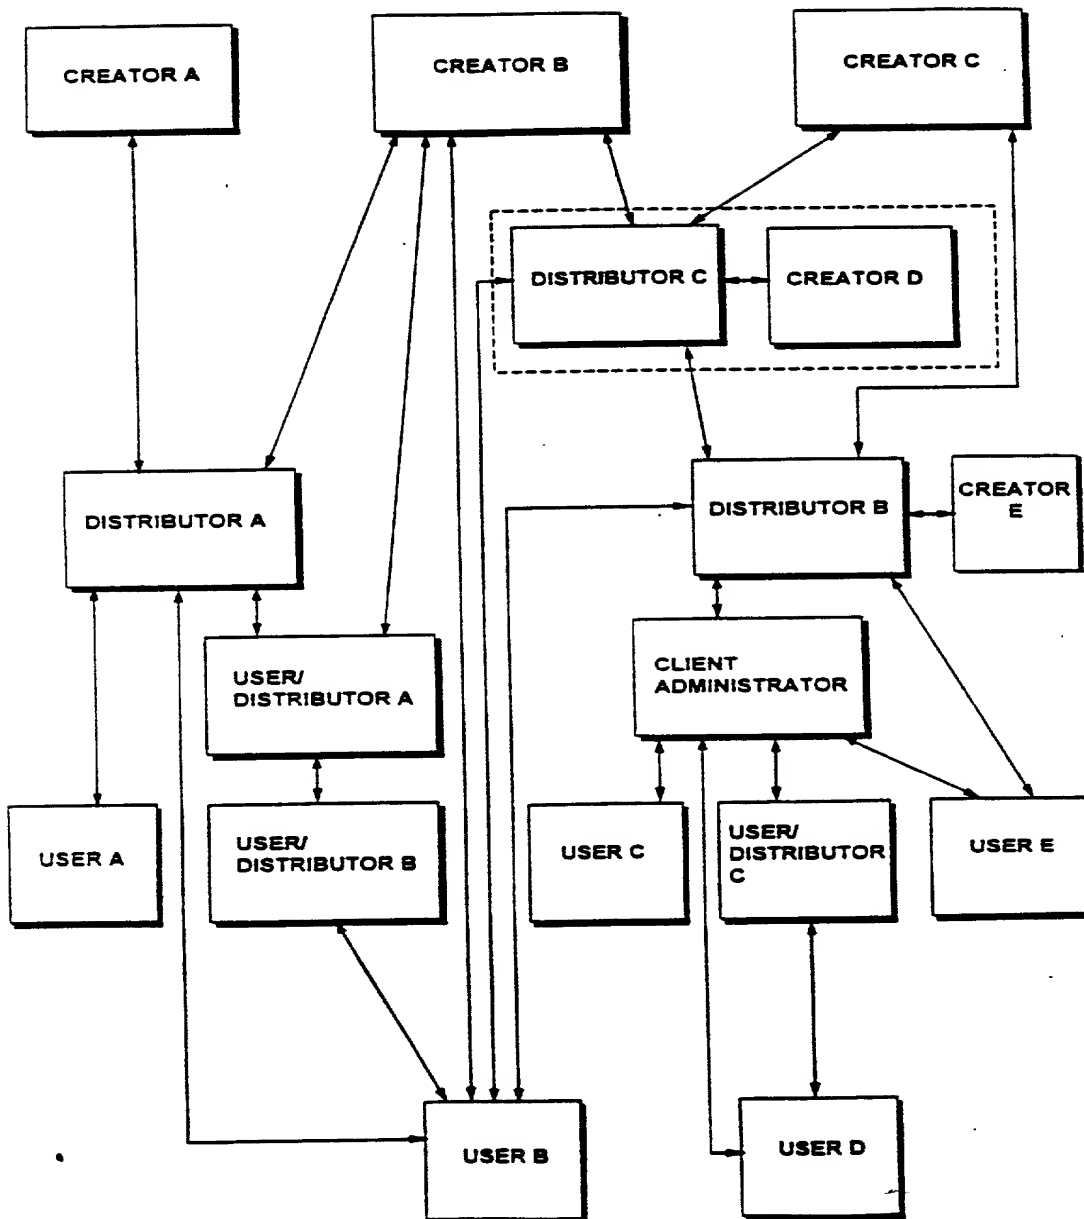 CREATOR A
CREATOR B
CREATOR C
DISTRIBUTOR C
CREATOR D
DISTRIBUTOR A
DISTRIBUTOR B
CREATOR
E
USER/
DISTRIBUTOR A
CLIENT
ADMINISTRATOR
USER A
USER/
DISTRIBUTOR B
USER C
USER/
DISTRIBUTOR
C
USER E
USER B
USER D